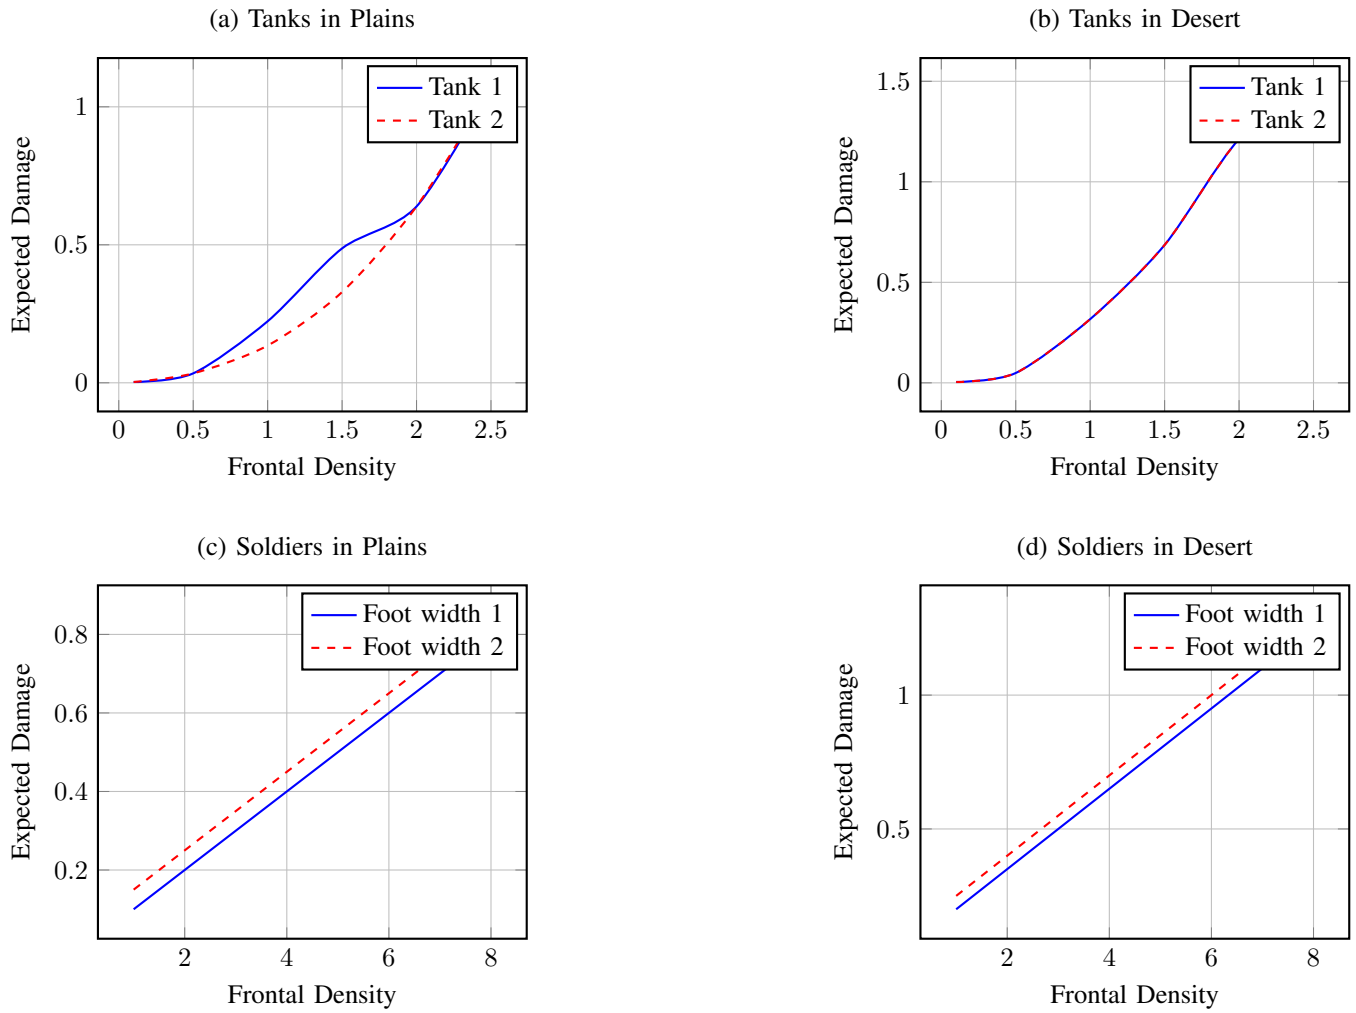 (a) Tanks in Plains
Tank 1
Tank 2
1
0.5
0
Expected Damage
0 0.5 1 1.5 2 2.5
Frontal Density
(b) Tanks in Desert
Tank 1
Tank 2
1.5
1
0.5
0
Expected Damage
0 0.5 1 1.5 2 2.5
Frontal Density
(c) Soldiers in Plains
Foot width 1
Foot width 2
0.8
0.6
0.4
0.2
Expected Damage
2 4 6 8
Frontal Density
(d) Soldiers in Desert
Foot width 1
Foot width 2
1
0.5
Expected Damage
2 4 6 8
Frontal Density